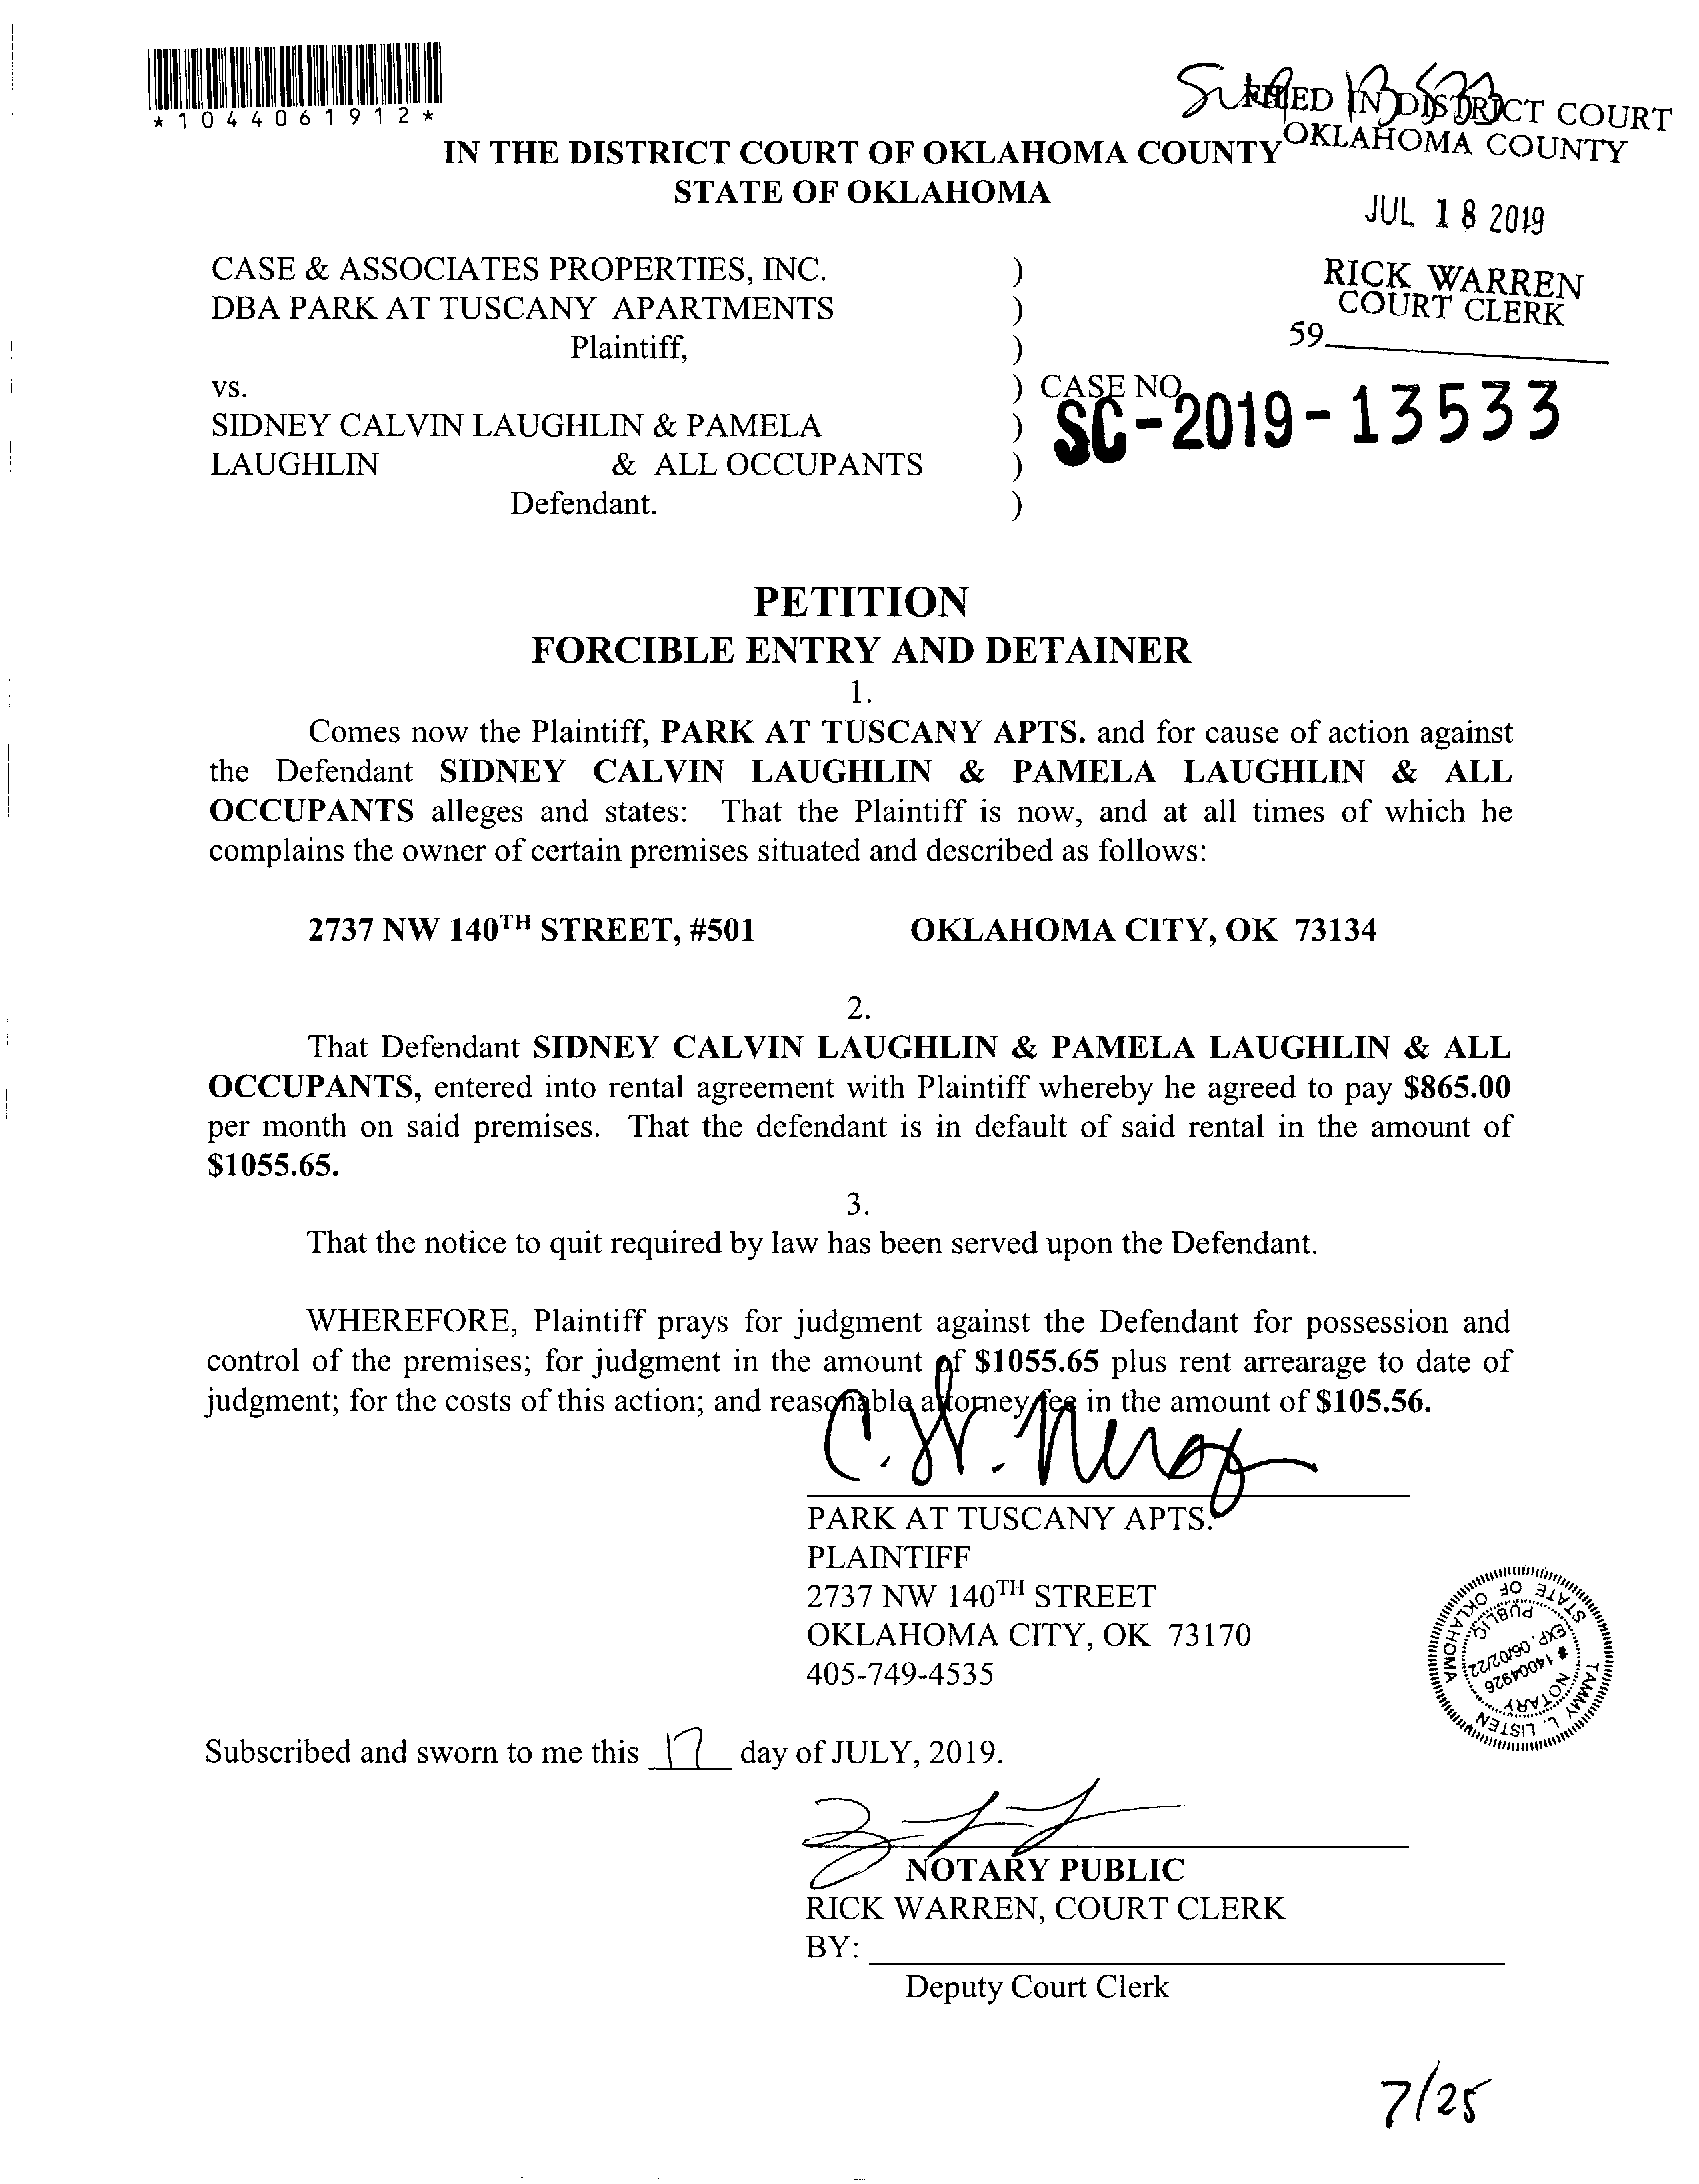 *1044061912*
FILED IN DISTRICT COURT
OKLAHOMA COUNTY
IN THE DISTRICT COURT OF OKLAHOMA COUNTY
STATE OF OKLAHOMA
JUL 18 2019
RICK WARREN
COURT CLERK
59
CASE & ASSOCIATES PROPERTIES, INC. )
DBA PARK AT TUSCANY APARTMENTS )
Plaintiff, )
vs. ) CASE NO.
SC-2019-13533
SIDNEY CALVIN LAUGHLIN & PAMELA )
LAUGHLIN & ALL OCCUPANTS )
Defendant. )
PETITION
FORCIBLE ENTRY AND DETAINER
1.
Comes now the Plaintiff, PARK AT TUSCANY APTS. and for cause of action against
the Defendant SIDNEY CALVIN LAUGHLIN & PAMELA LAUGHLIN & ALL
OCCUPANTS alleges and states: That the Plaintiff is now, and at all times of which he
complains the owner of certain premises situated and described as follows:
2737 NW 140TH STREET, #501 OKLAHOMA CITY, OK 73134
2.
That Defendant SIDNEY CALVIN LAUGHLIN & PAMELA LAUGHLIN & ALL
OCCUPANTS, entered into rental agreement with Plaintiff whereby he agreed to pay $865.00
per month on said premises. That the defendant is in default of said rental in the amount of
$1055.65.
3.
That the notice to quit required by law has been served upon the Defendant.
WHEREFORE, Plaintiff prays for judgment against the Defendant for possession and
control of the premises; for judgment in the amount of $1055.65 plus rent arrearage to date of
judgment; for the costs of this action; and reasonable attorney fee in the amount of $105.56.
PARK AT TUSCANY APTS.
PLAINTIFF
2737 NW 140TH STREET
OKLAHOMA CITY, OK 73170
405-749-4535
TAMMY L. LISTEN
NOTARY PUBLIC
# 14004926
EXP. 06/02/22
STATE OF OKLAHOMA
Subscribed and sworn to me this 17 day of JULY, 2019.
NOTARY PUBLIC
RICK WARREN, COURT CLERK
BY:
Deputy Court Clerk
7/25